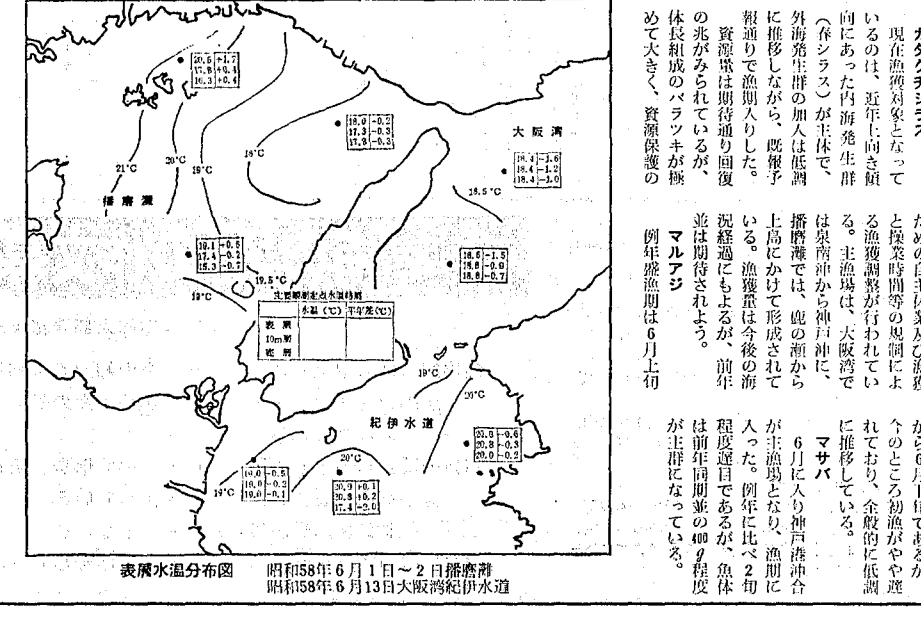 カタクチシラス
現在漁獲対象となって
いるのは、近年上向き傾
向にあった内海発生群
（春シラス）が主体で、
外海発生群の加入は低調
に推移しながら、既報予
報通りで漁期入りした。
資源量は期待通り回復
の兆がみられているが、
体長組成のバラツキが極
めて大きく、資源保護の
ための自主休業及び漁獲
と操業時間等の規制によ
る漁獲調整が行われてい
る。主漁場は、大阪湾で
は泉南沖から神戸沖に、
播磨灘では、鹿の瀬から
上島にかけて形成されて
いる。漁獲量は今後の海
況経過にもよるが、前年
並は期待されよう。
マルアジ
例年盛漁期は6月上旬
から6月下旬であるが
今のところ初漁がやや遅
れており、全般的に低調
に推移している。
マサバ
6月に入り神戸港沖合
が主漁場となり、漁期に
入った。例年に比べ2旬
程度遅目であるが、魚体
は前年同期並の400g程度
が主群になっている。
大阪湾
播磨灘
紀伊水道
20.5 +1.7
17.8 +0.4
16.3 +0.4
18.0 -0.2
17.3 -0.3
17.3 -0.3
18.4 -1.6
18.4 -1.2
18.4 -1.0
19.1 +0.5
17.4 -0.2
15.3 -0.7
18.6 -1.5
18.8 -0.9
18.8 -0.7
21°C
20°C
19°C
18°C
18.5°C
19.5°C
19°C
主要観測定点水温時層
水温（℃） 平年差(℃)
表層
10m層
底層
19°C
20°C
20°C
19°C
20.0 -0.6
20.3 -0.3
20.0 -0.2
19.0 -0.5
19.0 -0.2
19.0 -0.1
20.9 +0.1
20.8 +0.2
17.4 -2.0
表層水温分布図
昭和58年6月1日～2日播磨灘
昭和58年6月13日大阪湾紀伊水道